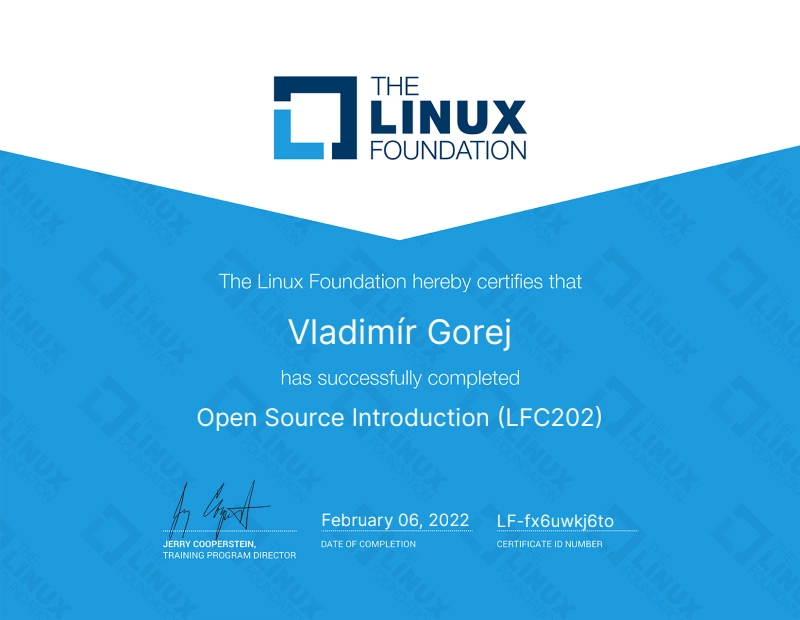 THE
LINUX
FOUNDATION
The Linux Foundation hereby certifies that
Vladimír Gorej
has successfully completed
Open Source Introduction (LFC202)
February 06, 2022
LF-fx6uwkj6to
JERRY COOPERSTEIN,
TRAINING PROGRAM DIRECTOR
DATE OF COMPLETION
CERTIFICATE ID NUMBER